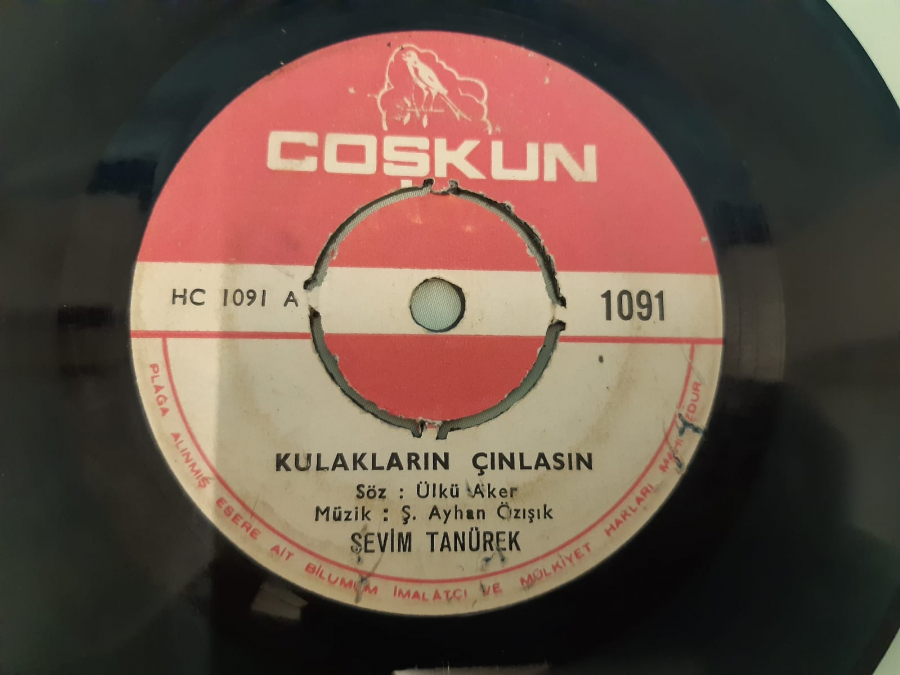 COŞKUN
HC 1091 A
1091
KULAKLARIN ÇINLASIN
Söz : Ülkü Aker
Müzik : Ş. Ayhan Özışık
SEVİM TANÜREK
PLAĞA ALINMIŞ ESERE AİT BİLUMUM İMALATÇI VE MÜLKİYET HAKLARI